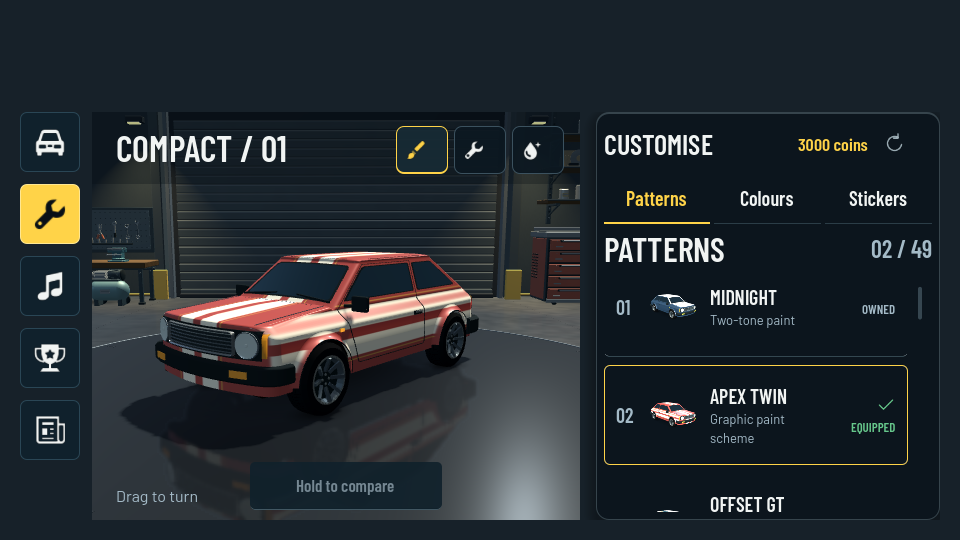 COMPACT / 01
CUSTOMISE
3000 coins
Patterns
Colours
Stickers
PATTERNS
02 / 49
01
MIDNIGHT
Two-tone paint
OWNED
02
APEX TWIN
Graphic paint
scheme
EQUIPPED
OFFSET GT
Drag to turn
Hold to compare